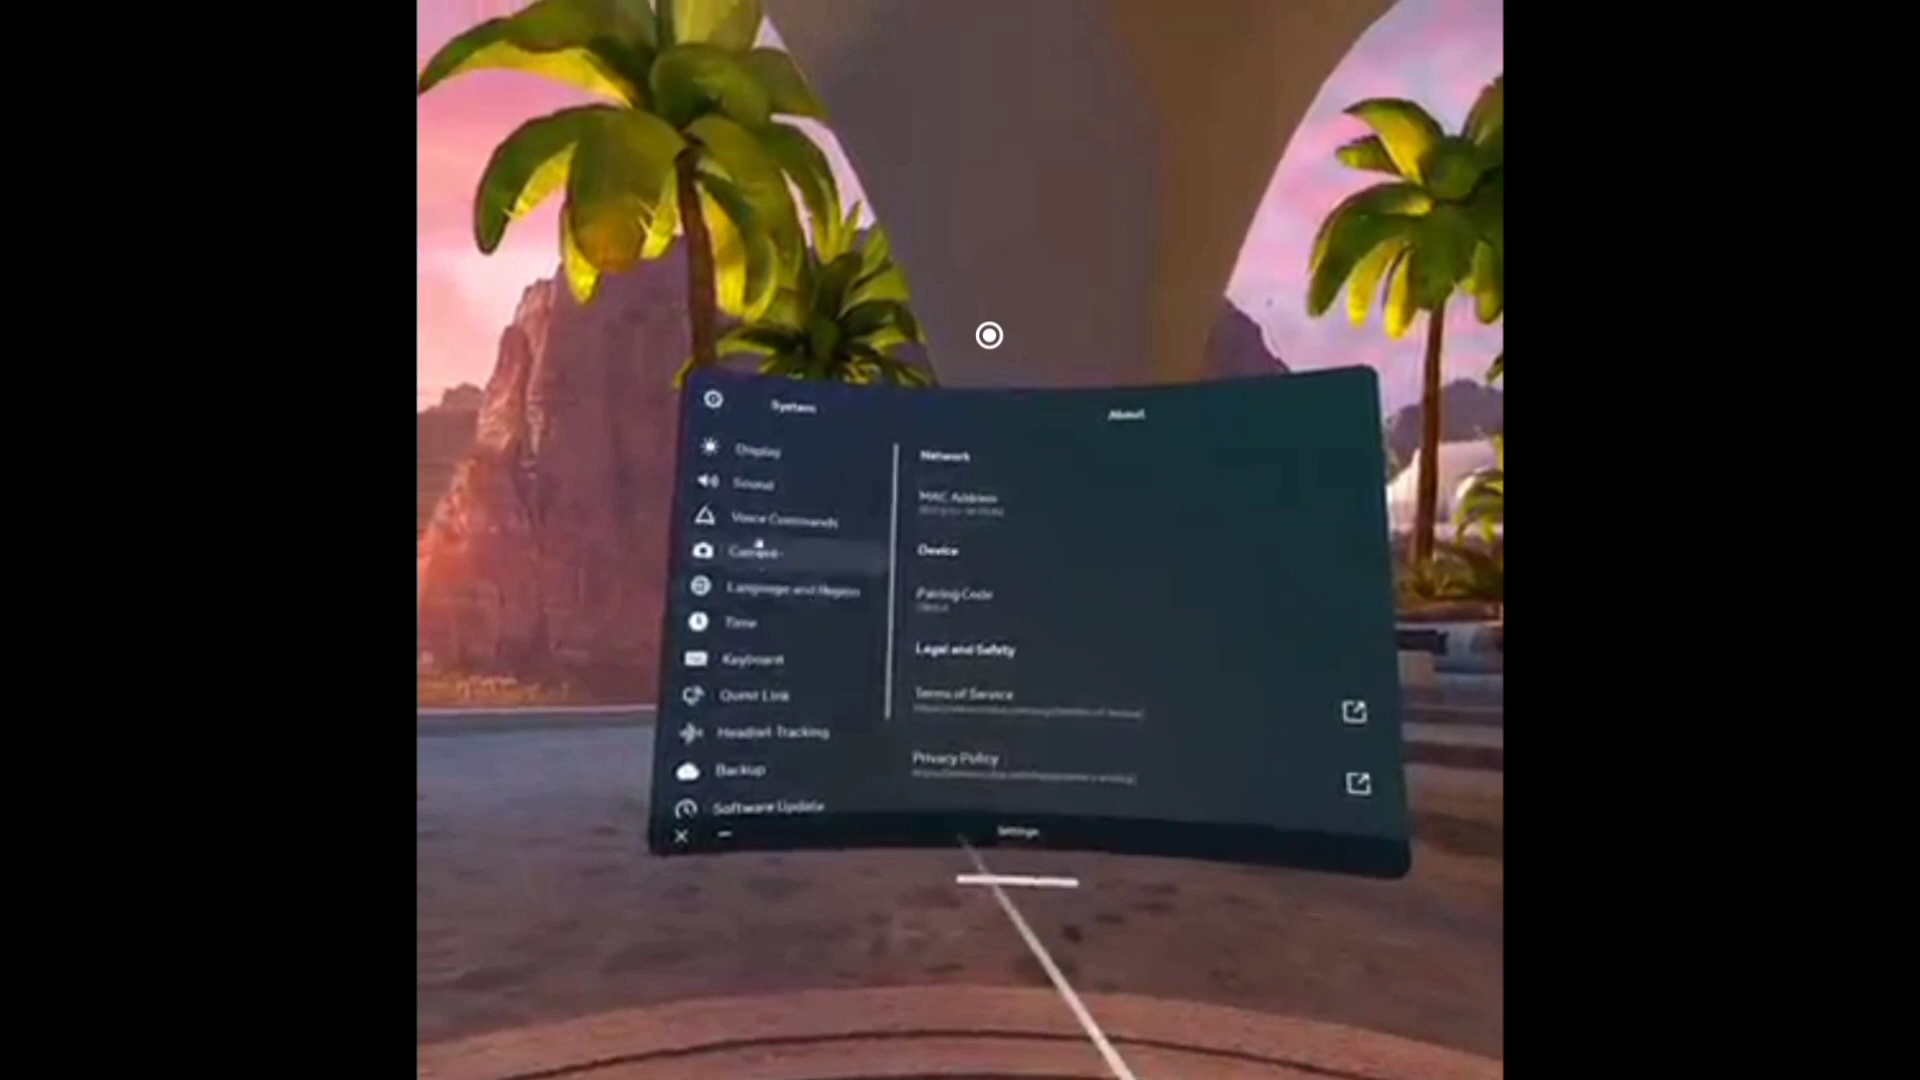 System
Display
Sound
Voice Commands
Camera
Language and Region
Time
Keyboard
Quest Link
Headset Tracking
Backup
Software Update
About
Network
MAC Address
Device
Pairing Code
Legal and Safety
Terms of Service
Privacy Policy
Settings